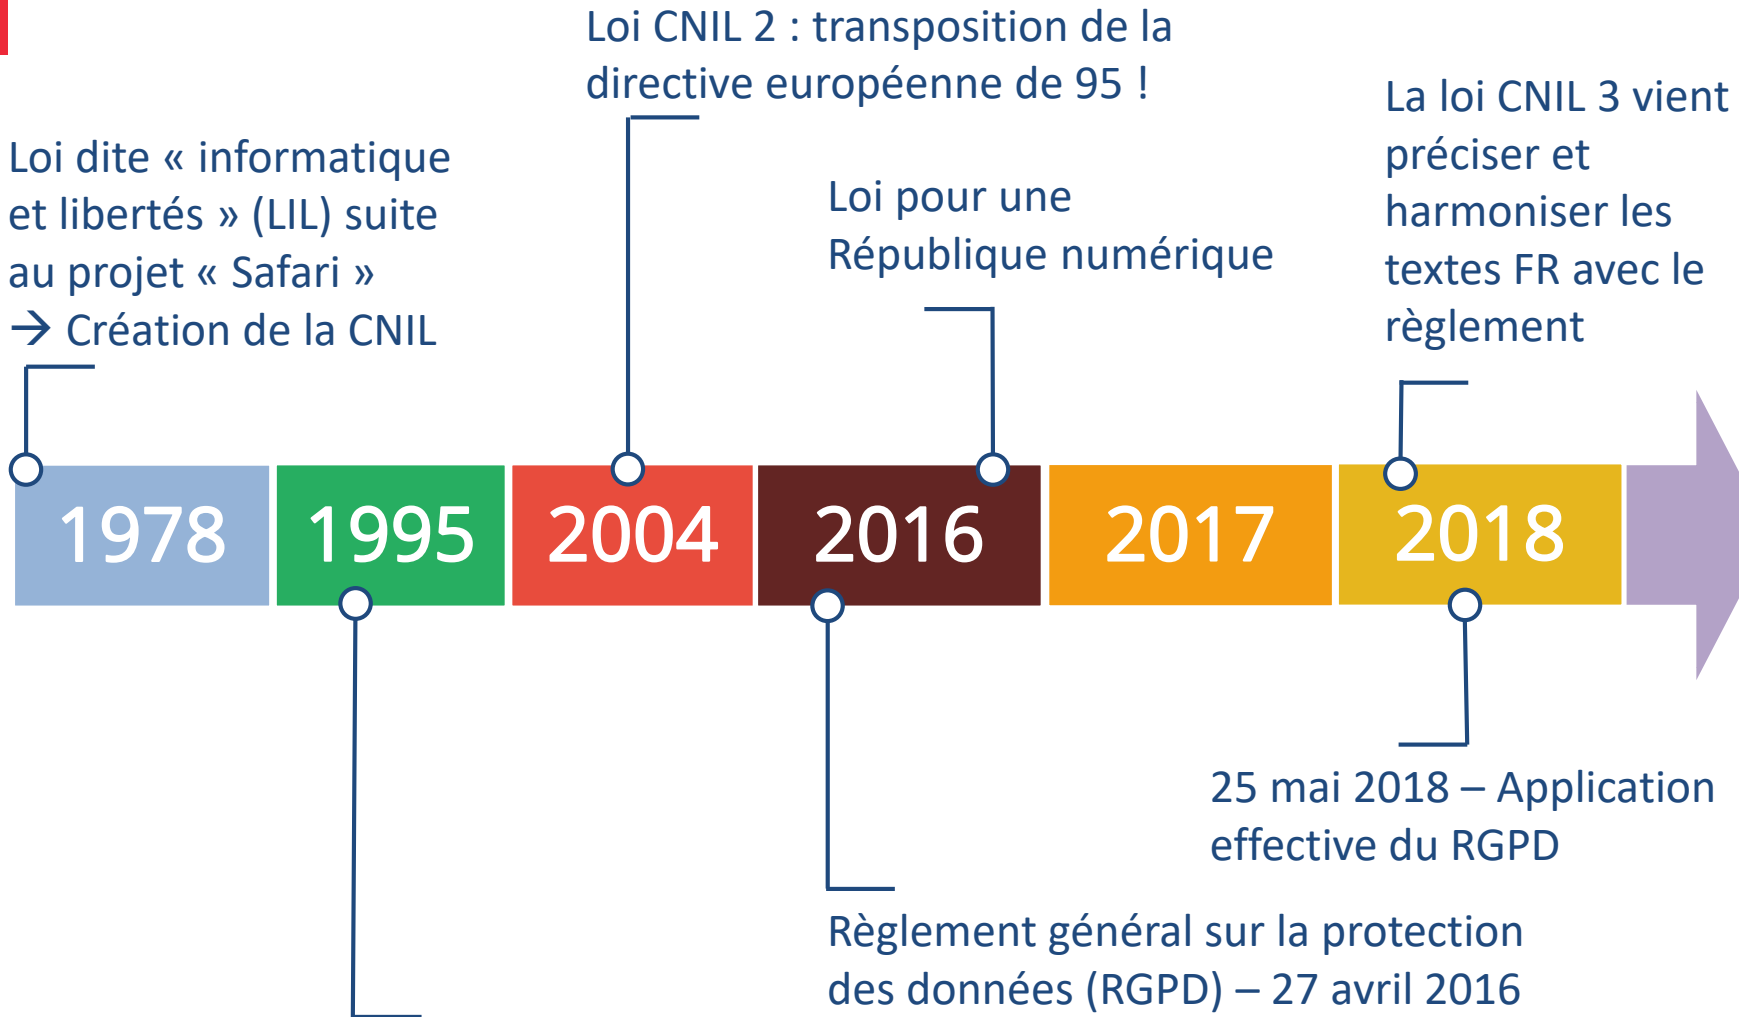 Loi CNIL 2 : transposition de la
directive européenne de 95 !
Loi dite « informatique
et libertés » (LIL) suite
au projet « Safari »
→ Création de la CNIL
Loi pour une
République numérique
La loi CNIL 3 vient
préciser et
harmoniser les
textes FR avec le
règlement
1978
1995
2004
2016
2017
2018
25 mai 2018 – Application
effective du RGPD
Règlement général sur la protection
des données (RGPD) – 27 avril 2016